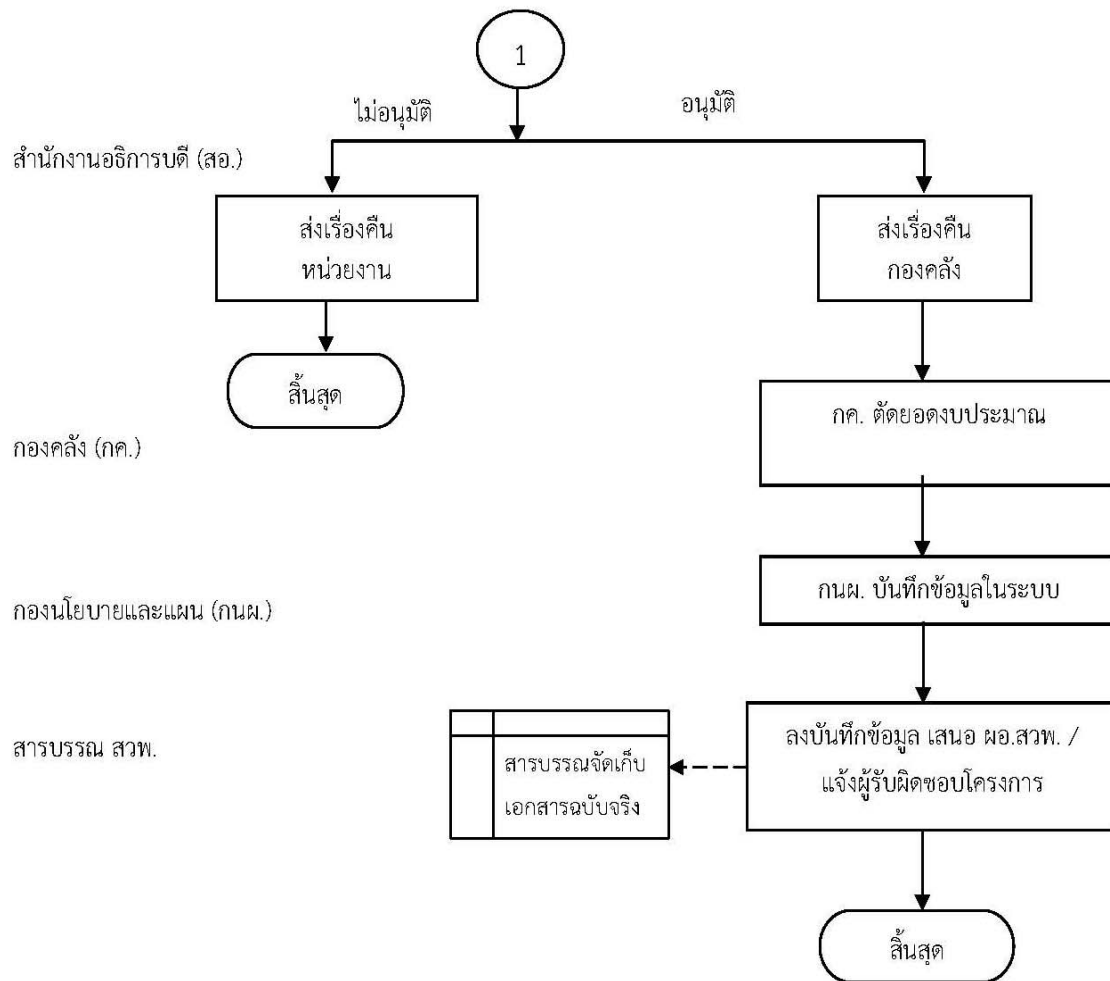 1
ไม่อนุมัติ
อนุมัติ
สำนักงานอธิการบดี (สอ.)
ส่งเรื่องคืน
หน่วยงาน
ส่งเรื่องคืน
กองคลัง
สิ้นสุด
กค. ตัดยอดงบประมาณ
กองคลัง (กค.)
กนผ. บันทึกข้อมูลในระบบ
กองนโยบายและแผน (กนผ.)
ลงบันทึกข้อมูล เสนอ ผอ.สวพ. /
แจ้งผู้รับผิดชอบโครงการ
สารบรรณ สวพ.
สารบรรณจัดเก็บ
เอกสารฉบับจริง
สิ้นสุด